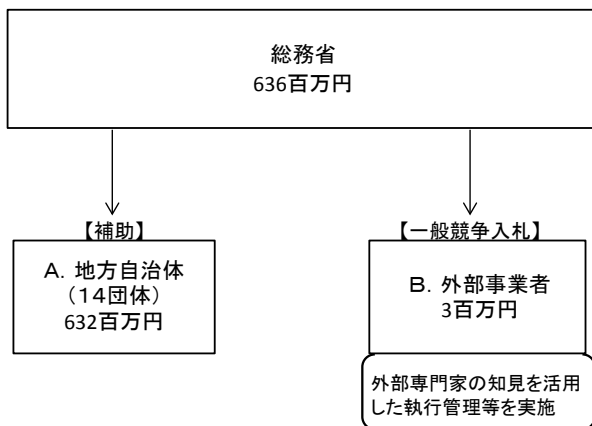 総務省
636百万円
【補助】
A. 地方自治体
（14団体）
632百万円
【一般競争入札】
B. 外部事業者
3百万円
外部専門家の知見を活用
した執行管理等を実施